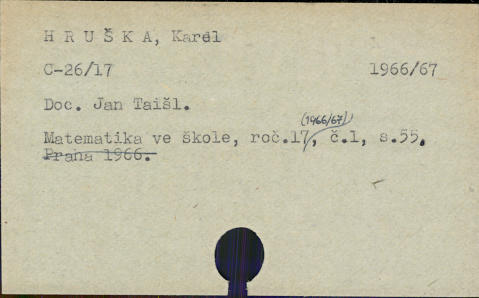 H R U Š K A, Karel
C-26/17 1966/67
Doc. Jan Taišl.
(1966/67)
Matematika ve škole, roč.17, č.1, s.55.
Praha 1966.